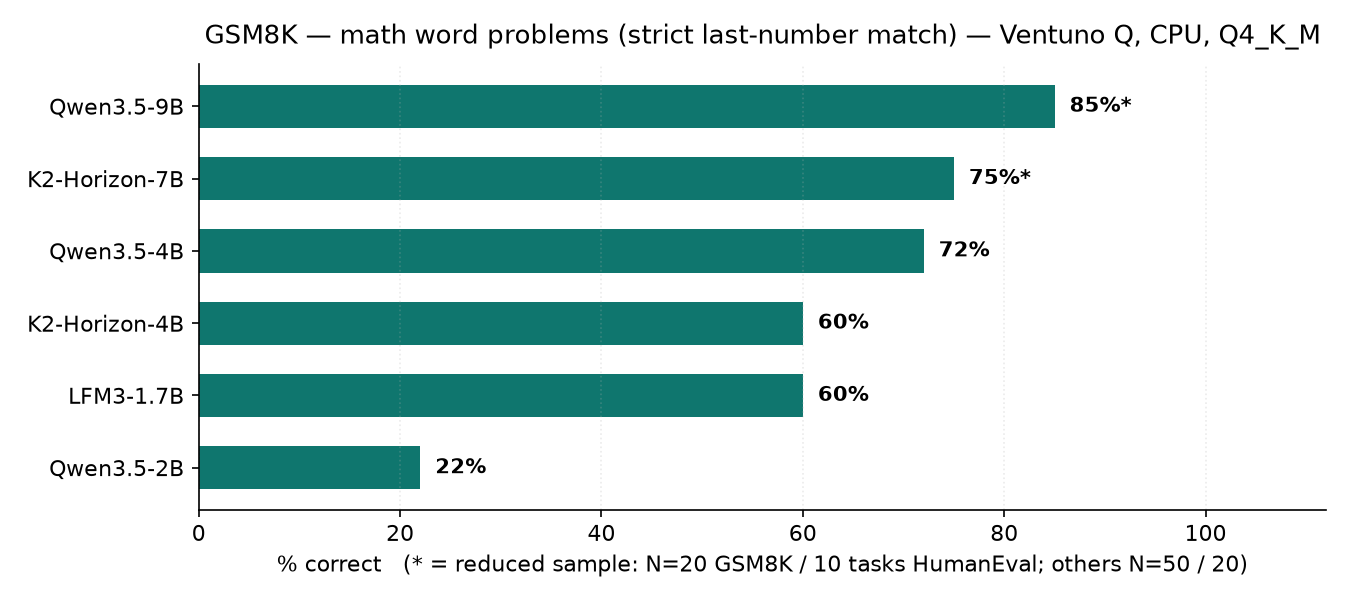 GSM8K — math word problems (strict last-number match) — Ventuno Q, CPU, Q4_K_M
Qwen3.5-9B 85%*
K2-Horizon-7B 75%*
Qwen3.5-4B 72%
K2-Horizon-4B 60%
LFM3-1.7B 60%
Qwen3.5-2B 22%
0 20 40 60 80 100
% correct (* = reduced sample: N=20 GSM8K / 10 tasks HumanEval; others N=50 / 20)